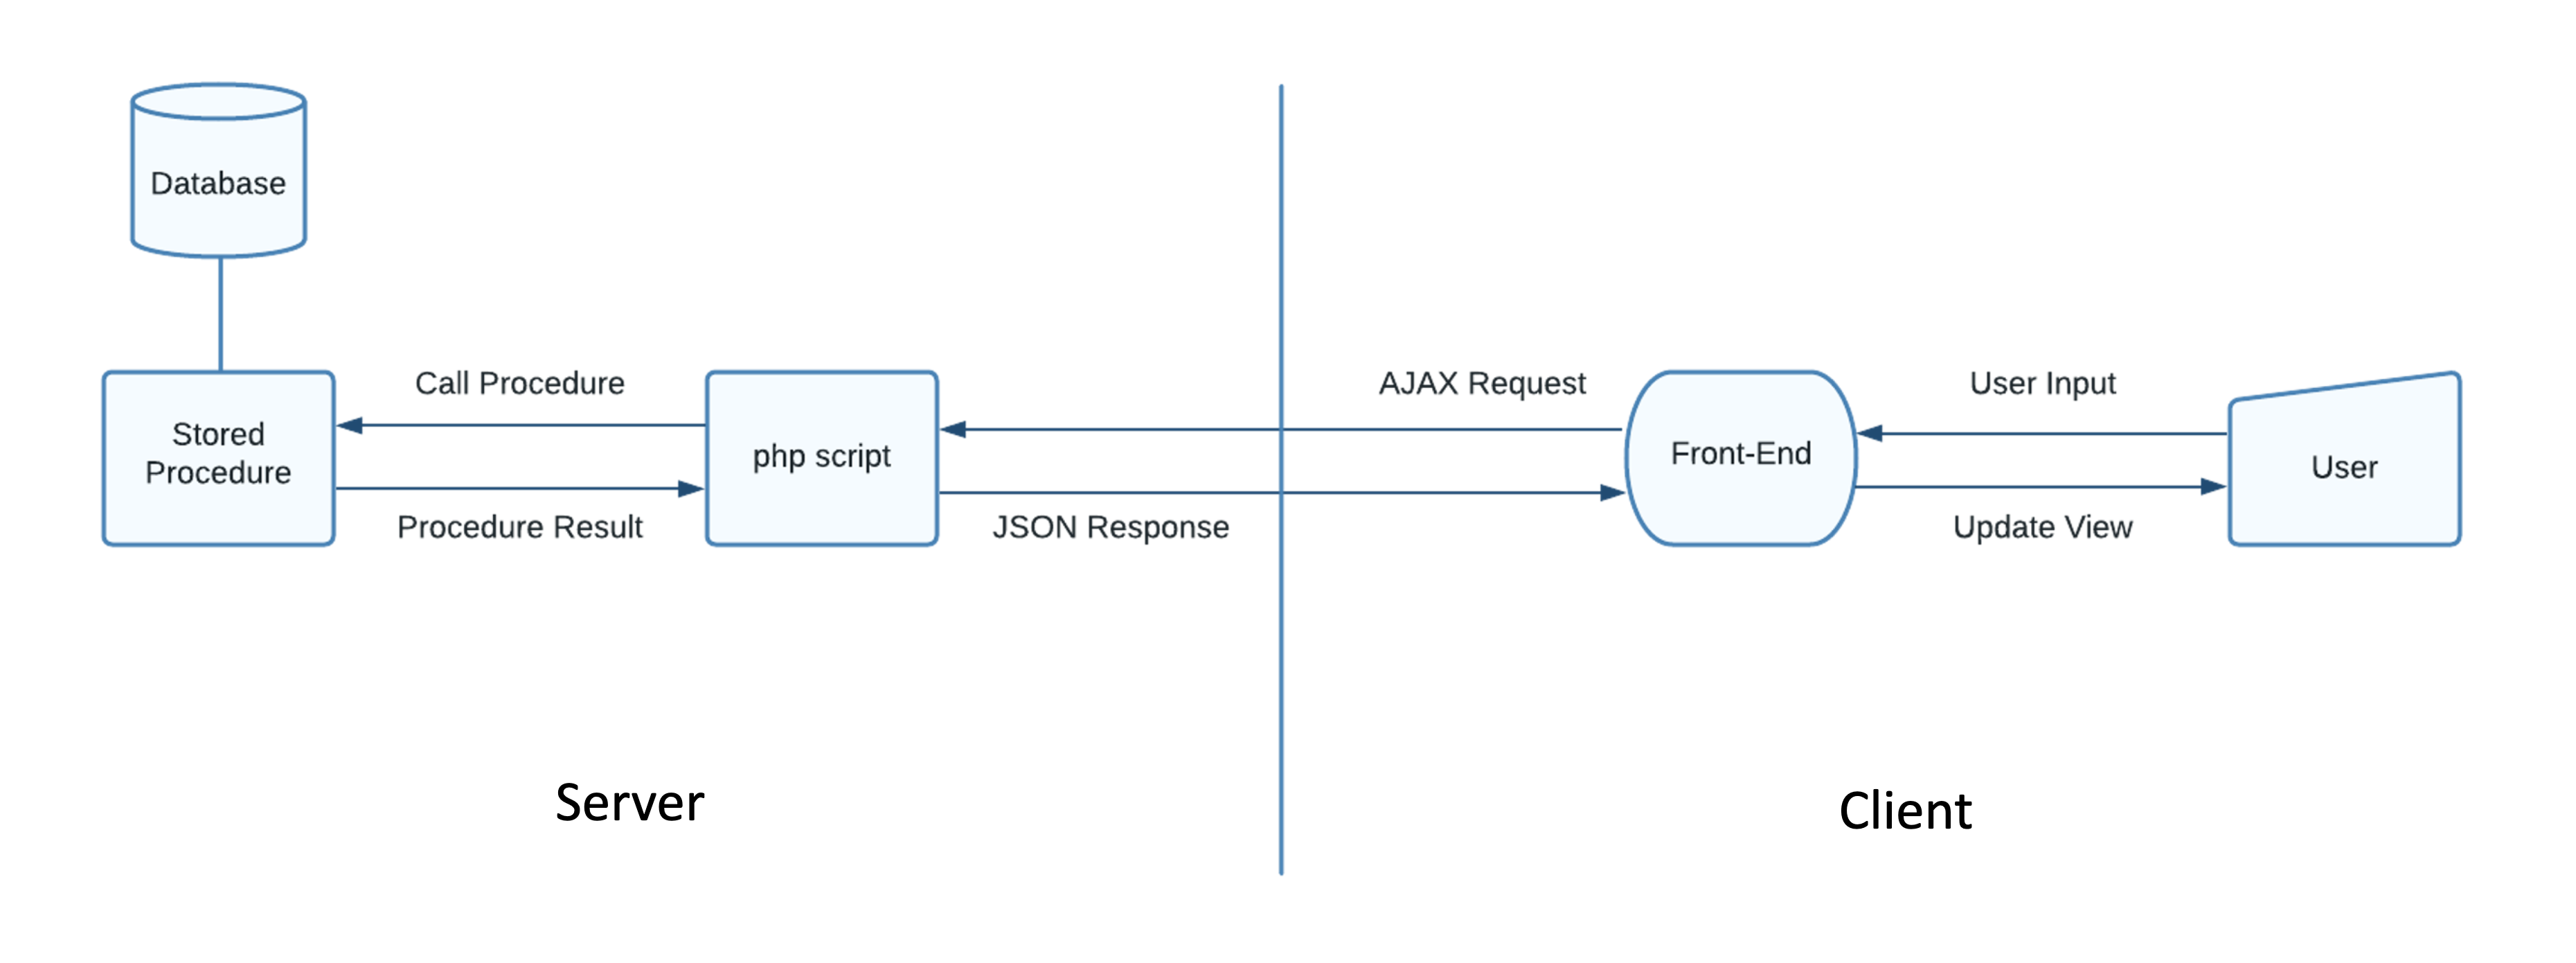 Database
Call Procedure
AJAX Request
User Input
Stored
Procedure
php script
Front-End
User
Procedure Result
JSON Response
Update View
Server
Client